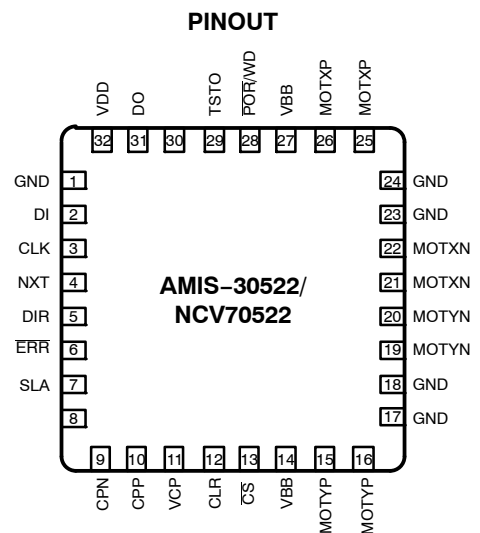 PINOUT
VDD
DO
TSTO
POR/WD
VBB
MOTXP
MOTXP
32 31 30 29 28 27 26 25
GND 1
DI 2
CLK 3
NXT 4
DIR 5
ERR 6
SLA 7
8
AMIS–30522/
NCV70522
24 GND
23 GND
22 MOTXN
21 MOTXN
20 MOTYN
19 MOTYN
18 GND
17 GND
9 10 11 12 13 14 15 16
CPN
CPP
VCP
CLR
CS
VBB
MOTYP
MOTYP